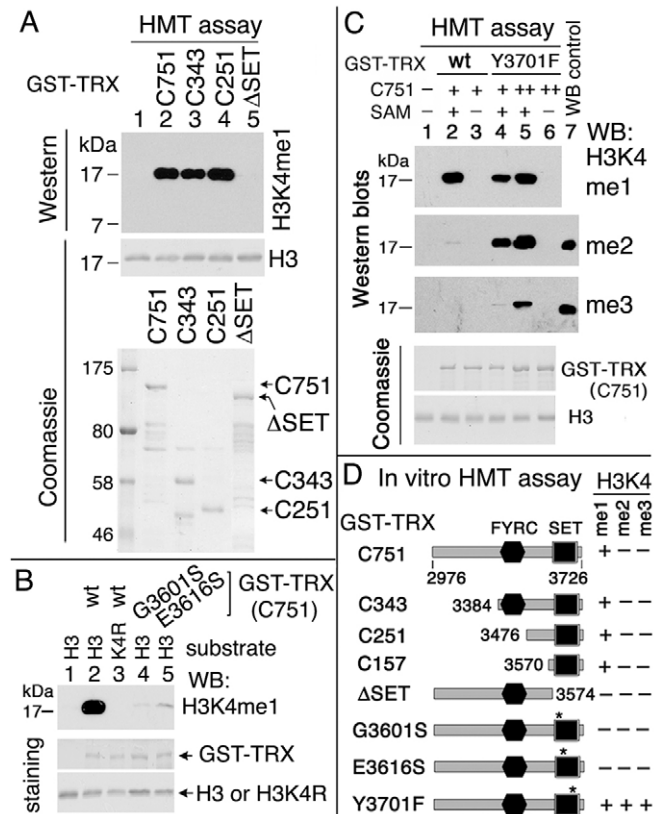 A
HMT assay
GST-TRX
C751
C343
C251
ΔSET
1 2 3 4 5
Western
kDa
17
7
H3K4me1
17
H3
Coomassie
C751
C343
C251
ΔSET
175
80
58
46
C751
ΔSET
C343
C251
B
wt
wt
G3601S
E3616S
GST-TRX
(C751)
H3
H3
K4R
H3
H3
substrate
1 2 3 4 5
WB:
kDa
17
H3K4me1
staining
GST-TRX
H3 or H3K4R
C
HMT assay
GST-TRX wt Y3701F
WB control
C751 – + + + ++ ++
SAM – + – + + –
1 2 3 4 5 6 7 WB:
Western blots
kDa
H3K4
17
me1
17
me2
17
me3
Coomassie
GST-TRX
(C751)
H3
D In vitro HMT assay
H3K4
GST-TRX
FYRC SET
me1
me2
me3
C751 + – –
2976 3726
C343 3384 + – –
C251 3476 + – –
C157 3570 + – –
ΔSET 3574 – – –
*
G3601S – – –
*
E3616S – – –
*
Y3701F + + +